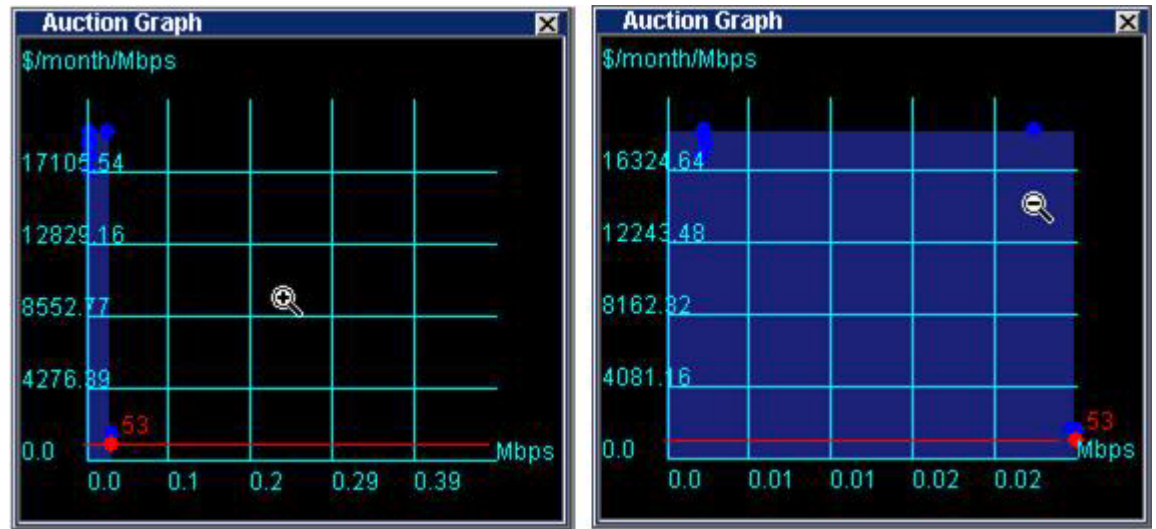 Auction Graph
$/month/Mbps
17105.54
12829.16
8552.77
4276.39
53
0.0
Mbps
0.0 0.1 0.2 0.29 0.39
Auction Graph
$/month/Mbps
16324.64
12243.48
8162.32
4081.16
53
0.0
Mbps
0.0 0.01 0.01 0.02 0.02